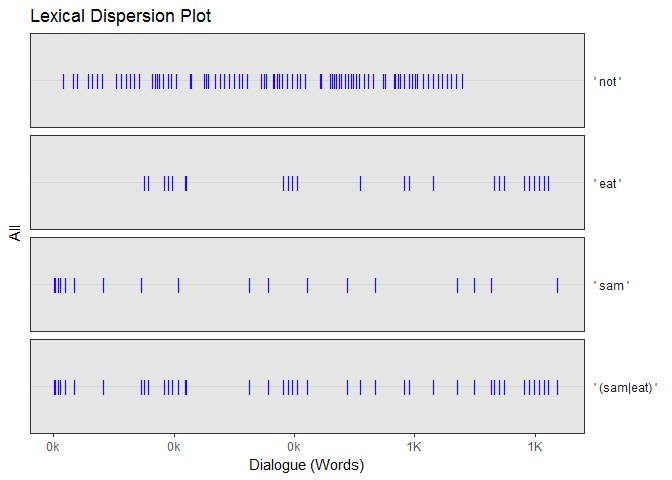 Lexical Dispersion Plot
' not '
' eat '
All
' sam '
' (sam|eat) '
0k 0k 0k 1K 1K
Dialogue (Words)